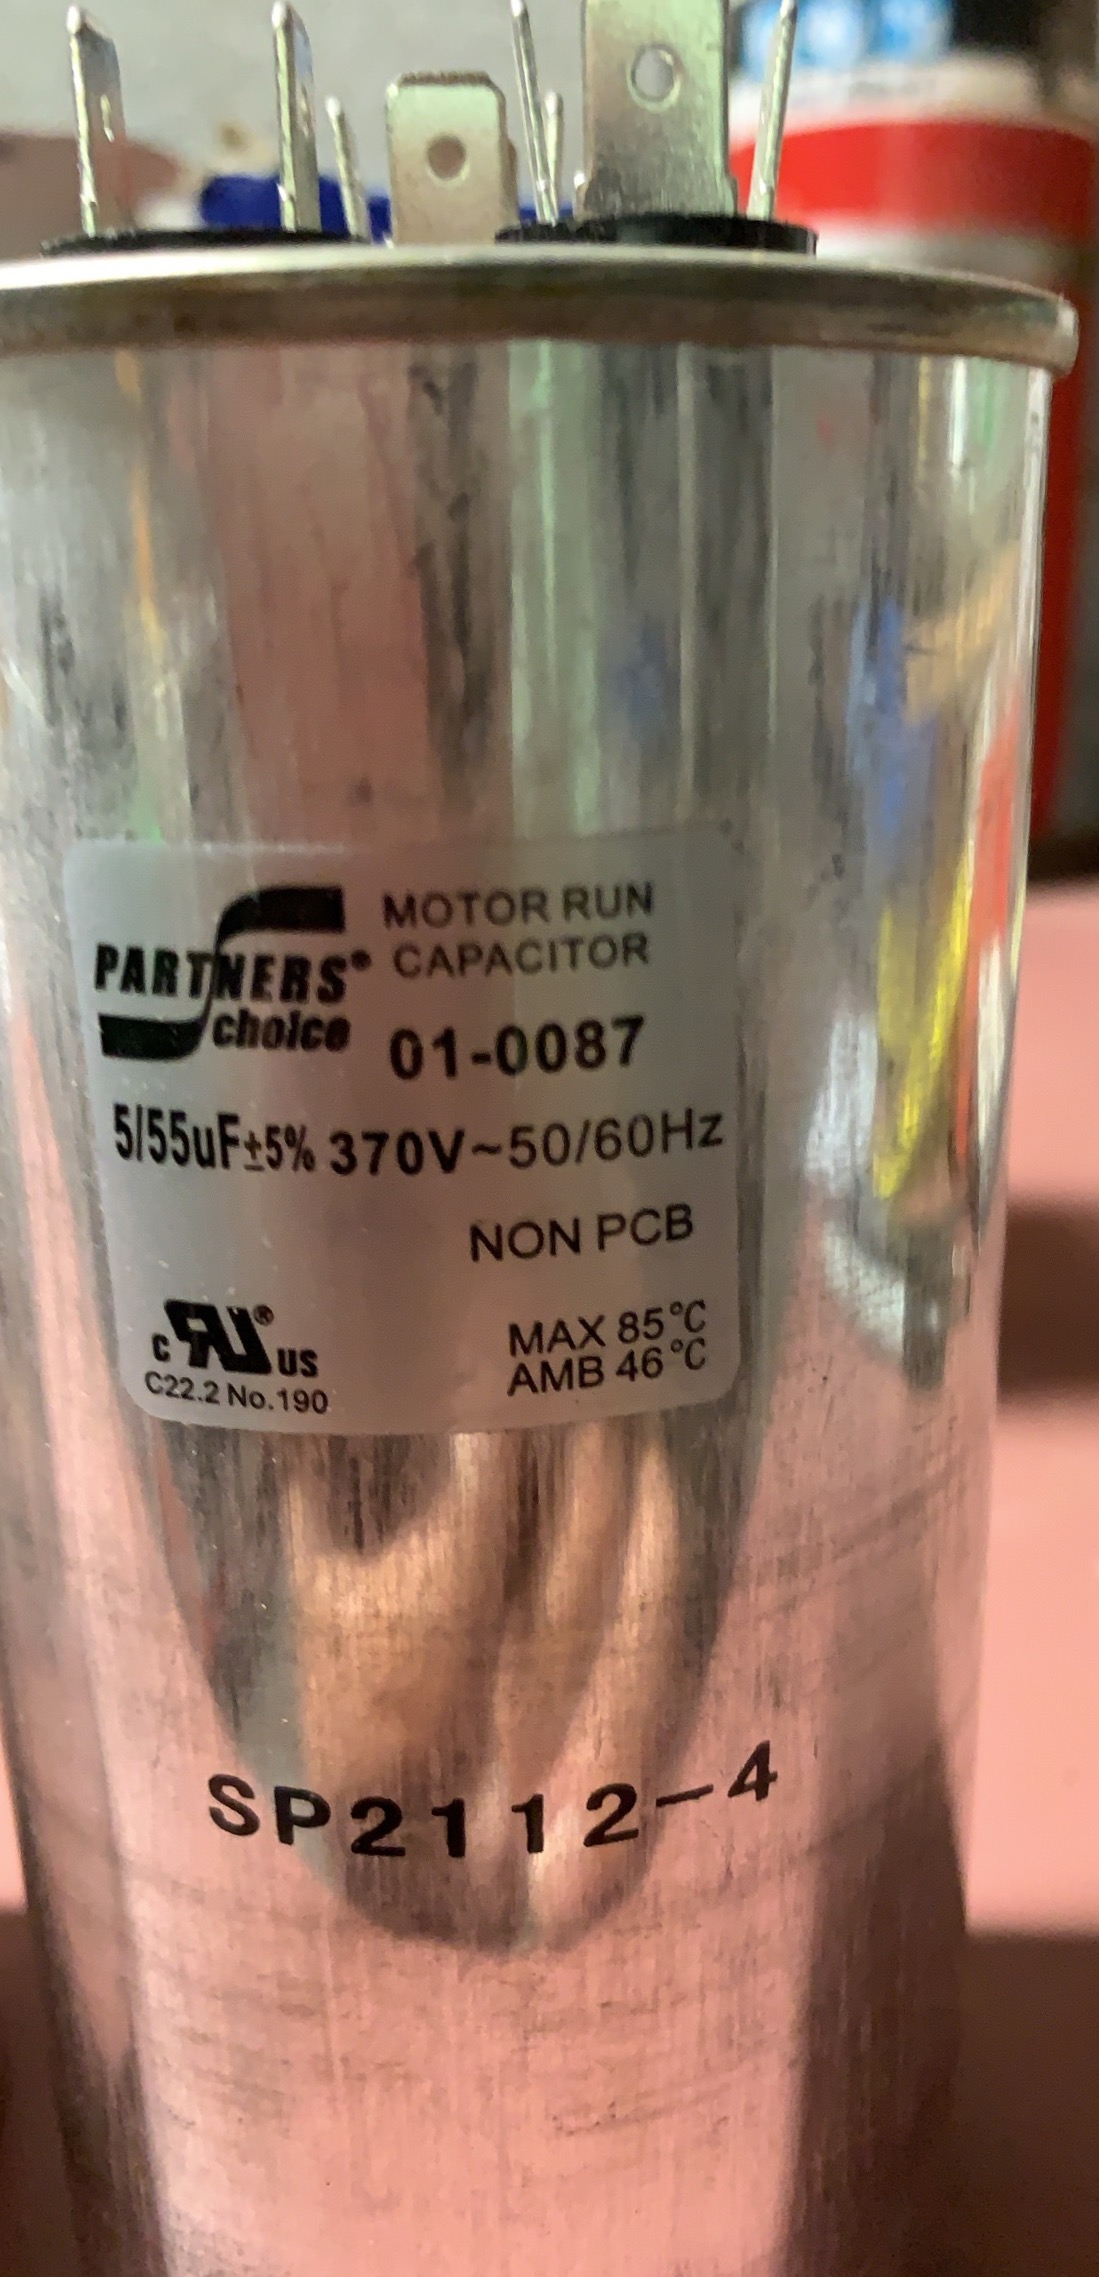 MOTOR RUN
PARTNERS® CAPACITOR
choice 01-0087
5/55uF±5% 370V~50/60Hz
NON PCB
c RU® US MAX 85°C
C22.2 No.190 AMB 46°C
SP2112-4